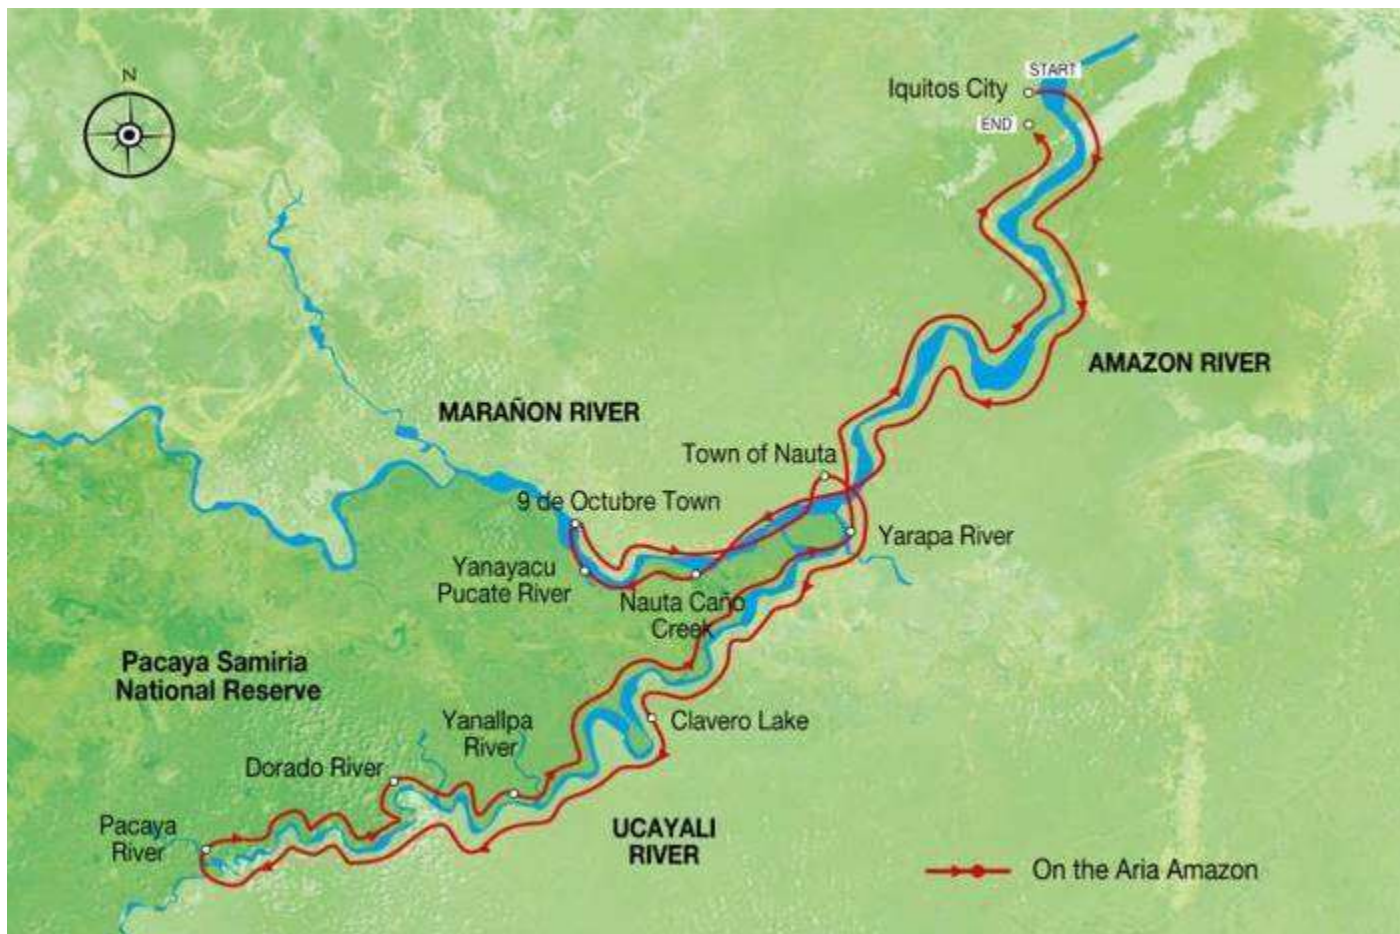 N
START
Iquitos City
END
AMAZON RIVER
MARAÑON RIVER
Town of Nauta
9 de Octubre Town
Yarapa River
Yanayacu
Pucate River
Nauta Caño
Creek
Pacaya Samiria
National Reserve
Yanallpa
River
Clavero Lake
Dorado River
Pacaya
River
UCAYALI
RIVER
On the Aria Amazon